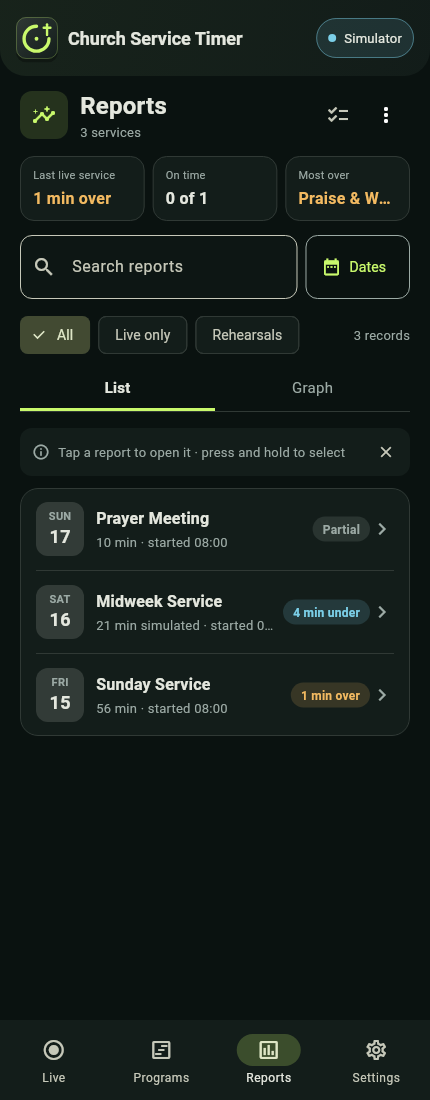 Church Service Timer
Simulator
Reports
3 services
Last live service
1 min over
On time
0 of 1
Most over
Praise & W...
Search reports
Dates
All
Live only
Rehearsals
3 records
List
Graph
Tap a report to open it · press and hold to select
SUN
17
Prayer Meeting
10 min · started 08:00
Partial
SAT
16
Midweek Service
21 min simulated · started 0...
4 min under
FRI
15
Sunday Service
56 min · started 08:00
1 min over
Live
Programs
Reports
Settings